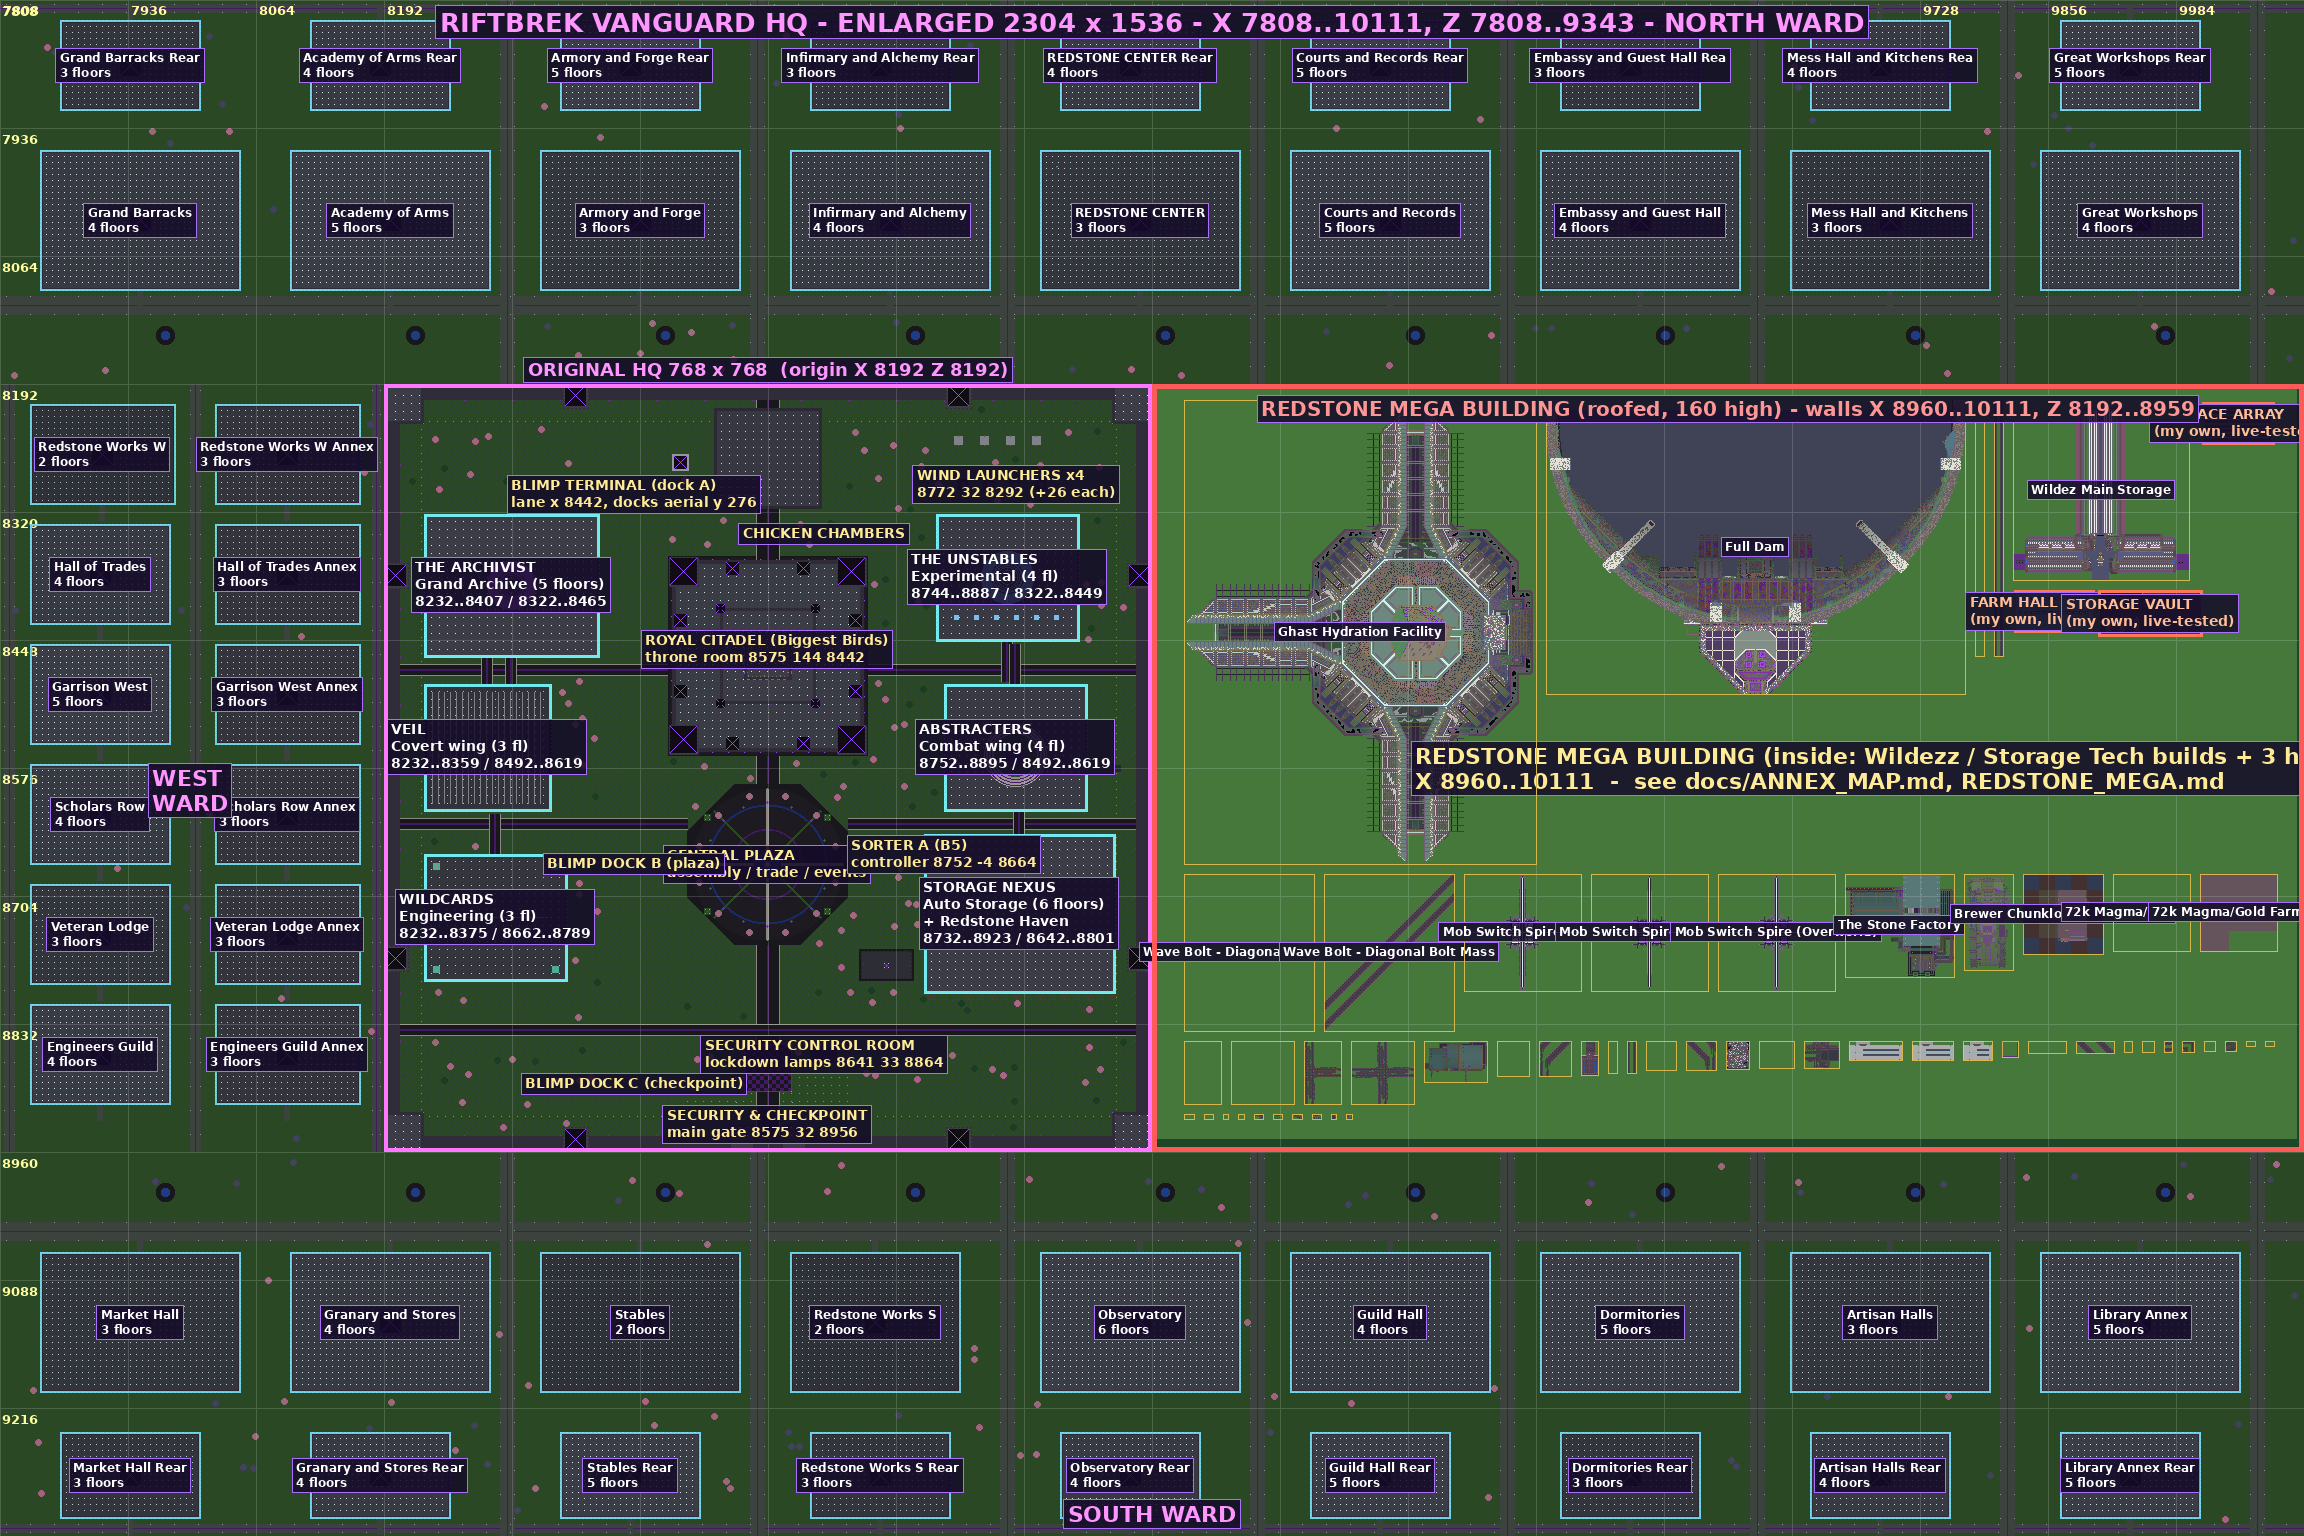 7808
7936
8064
8192
RIFTBREK VANGUARD HQ - ENLARGED 2304 x 1536 - X 7808..10111, Z 7808..9343 - NORTH WARD
9728
9856
9984
Grand Barracks Rear
3 floors
Academy of Arms Rear
4 floors
Armory and Forge Rear
5 floors
Infirmary and Alchemy Rear
3 floors
REDSTONE CENTER Rear
4 floors
Courts and Records Rear
5 floors
Embassy and Guest Hall Rea
3 floors
Mess Hall and Kitchens Rea
4 floors
Great Workshops Rear
5 floors
7936
Grand Barracks
4 floors
Academy of Arms
5 floors
Armory and Forge
3 floors
Infirmary and Alchemy
4 floors
REDSTONE CENTER
3 floors
Courts and Records
5 floors
Embassy and Guest Hall
4 floors
Mess Hall and Kitchens
3 floors
Great Workshops
4 floors
8064
ORIGINAL HQ 768 x 768 (origin X 8192 Z 8192)
8192
REDSTONE MEGA BUILDING (roofed, 160 high) - walls X 8960..10111, Z 8192..8959
ACE ARRAY
(my own, live-teste
Redstone Works W
2 floors
Redstone Works W Annex
3 floors
BLIMP TERMINAL (dock A)
lane x 8442, docks aerial y 276
WIND LAUNCHERS x4
8772 32 8292 (+26 each)
Wildez Main Storage
8320
CHICKEN CHAMBERS
Full Dam
Hall of Trades
4 floors
Hall of Trades Annex
3 floors
THE ARCHIVIST
Grand Archive (5 floors)
8232..8407 / 8322..8465
THE UNSTABLES
Experimental (4 fl)
8744..8887 / 8322..8449
FARM HALL
(my own, liv
STORAGE VAULT
(my own, live-tested)
ROYAL CITADEL (Biggest Birds)
throne room 8575 144 8442
Ghast Hydration Facility
8448
Garrison West
5 floors
Garrison West Annex
3 floors
VEIL
Covert wing (3 fl)
8232..8359 / 8492..8619
ABSTRACTERS
Combat wing (4 fl)
8752..8895 / 8492..8619
REDSTONE MEGA BUILDING (inside: Wildezz / Storage Tech builds + 3 h
X 8960..10111 - see docs/ANNEX_MAP.md, REDSTONE_MEGA.md
8576
WEST
WARD
Scholars Row
4 floors
cholars Row Annex
3 floors
BLIMP DOCK B (plaza)
CENTRAL PLAZA
assembly / trade / events
SORTER A (B5)
controller 8752 -4 8664
8704
WILDCARDS
Engineering (3 fl)
8232..8375 / 8662..8789
STORAGE NEXUS
Auto Storage (6 floors)
+ Redstone Haven
8732..8923 / 8642..8801
Veteran Lodge
3 floors
Veteran Lodge Annex
3 floors
Wave Bolt - Diagona
Wave Bolt - Diagonal Bolt Mass
Mob Switch Spire
Mob Switch Spir
Mob Switch Spire (Over
The Stone Factory
Brewer Chunklo
72k Magma/
72k Magma/Gold Farm
8832
Engineers Guild
4 floors
Engineers Guild Annex
3 floors
SECURITY CONTROL ROOM
lockdown lamps 8641 33 8864
BLIMP DOCK C (checkpoint)
SECURITY & CHECKPOINT
main gate 8575 32 8956
8960
9088
Market Hall
3 floors
Granary and Stores
4 floors
Stables
2 floors
Redstone Works S
2 floors
Observatory
6 floors
Guild Hall
4 floors
Dormitories
5 floors
Artisan Halls
3 floors
Library Annex
5 floors
9216
Market Hall Rear
3 floors
Granary and Stores Rear
4 floors
Stables Rear
5 floors
Redstone Works S Rear
3 floors
Observatory Rear
4 floors
Guild Hall Rear
5 floors
Dormitories Rear
3 floors
Artisan Halls Rear
4 floors
Library Annex Rear
5 floors
SOUTH WARD